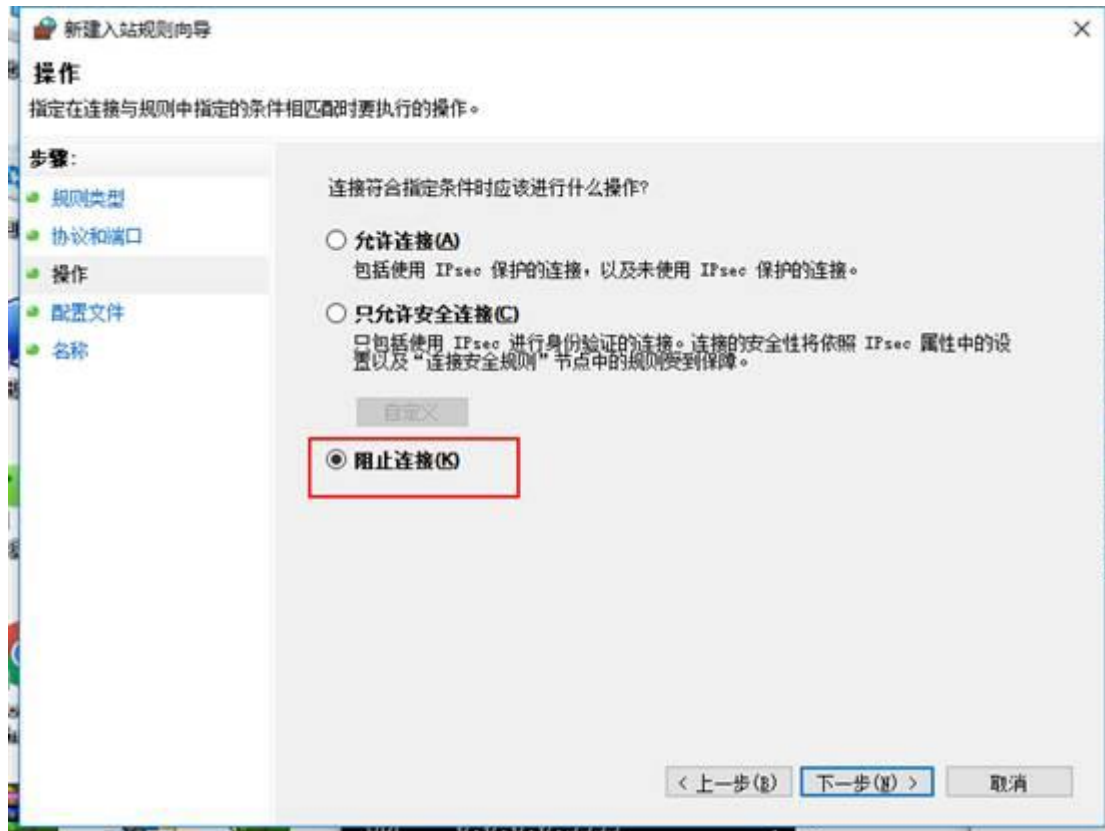 新建入站规则向导
操作
指定在连接与规则中指定的条件相匹配时要执行的操作。
步骤:
规则类型
协议和端口
操作
配置文件
名称
连接符合指定条件时应该进行什么操作?
允许连接(A)
包括使用 IPsec 保护的连接，以及未使用 IPsec 保护的连接。
只允许安全连接(C)
只包括使用 IPsec 进行身份验证的连接。连接的安全性将依照 IPsec 属性中的设
置以及“连接安全规则”节点中的规则受到保障。
自定义
阻止连接(K)
< 上一步(B)
下一步(N) >
取消